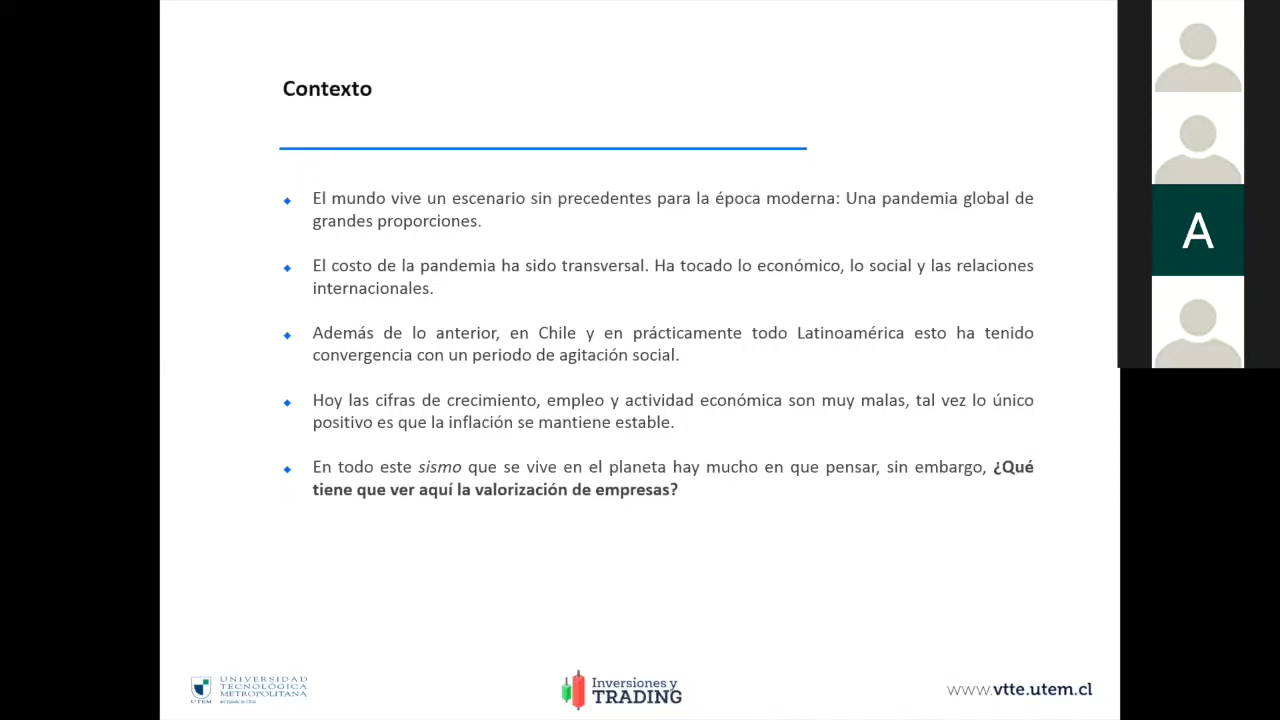 Contexto
El mundo vive un escenario sin precedentes para la época moderna: Una pandemia global de
grandes proporciones.
El costo de la pandemia ha sido transversal. Ha tocado lo económico, lo social y las relaciones
internacionales.
Además de lo anterior, en Chile y en prácticamente todo Latinoamérica esto ha tenido
convergencia con un periodo de agitación social.
Hoy las cifras de crecimiento, empleo y actividad económica son muy malas, tal vez lo único
positivo es que la inflación se mantiene estable.
En todo este sismo que se vive en el planeta hay mucho en que pensar, sin embargo, ¿Qué
tiene que ver aquí la valorización de empresas?
A
UNIVERSIDAD
TECNOLÓGICA
METROPOLITANA
del Estado de Chile
UTEM
Inversiones y
TRADING
www.vtte.utem.cl